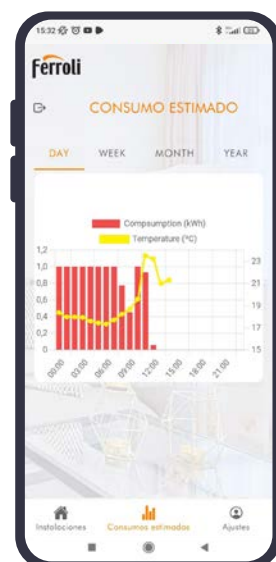 15:32
Ferroli
CONSUMO ESTIMADO
DAY WEEK MONTH YEAR
Compsumption (kWh)
Temperature (ºC)
1,2
1,0
0,8
0,6
0,4
0,2
0
23
21
19
17
15
00:00 03:00 06:00 09:00 12:00 15:00 18:00 21:00
Instalaciones Consumos estimados Ajustes